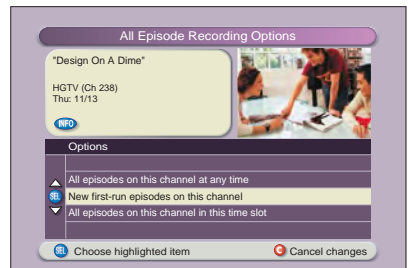 All Episode Recording Options
"Design On A Dime"
HGTV (Ch 238)
Thu: 11/13
INFO
Options
All episodes on this channel at any time
SEL New first-run episodes on this channel
All episodes on this channel in this time slot
SEL Choose highlighted item C Cancel changes